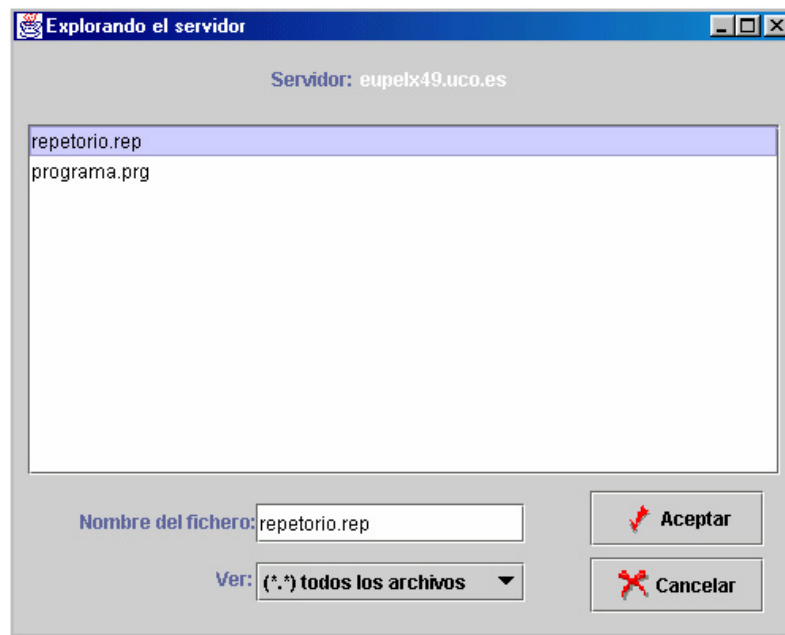 Explorando el servidor
Servidor: eupelx49.uco.es
repetorio.rep
programa.prg
Nombre del fichero: repetorio.rep
Aceptar
Ver: (*.*) todos los archivos
Cancelar